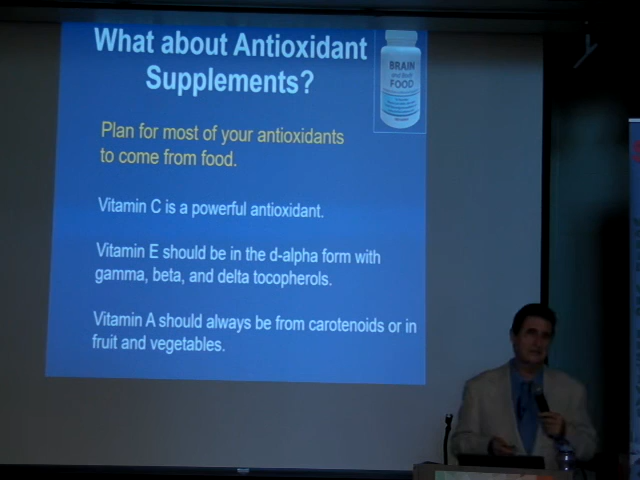 What about Antioxidant
Supplements?
BRAIN
and Body
FOOD
Plan for most of your antioxidants
to come from food.
Vitamin C is a powerful antioxidant.
Vitamin E should be in the d-alpha form with
gamma, beta, and delta tocopherols.
Vitamin A should always be from carotenoids or in
fruit and vegetables.